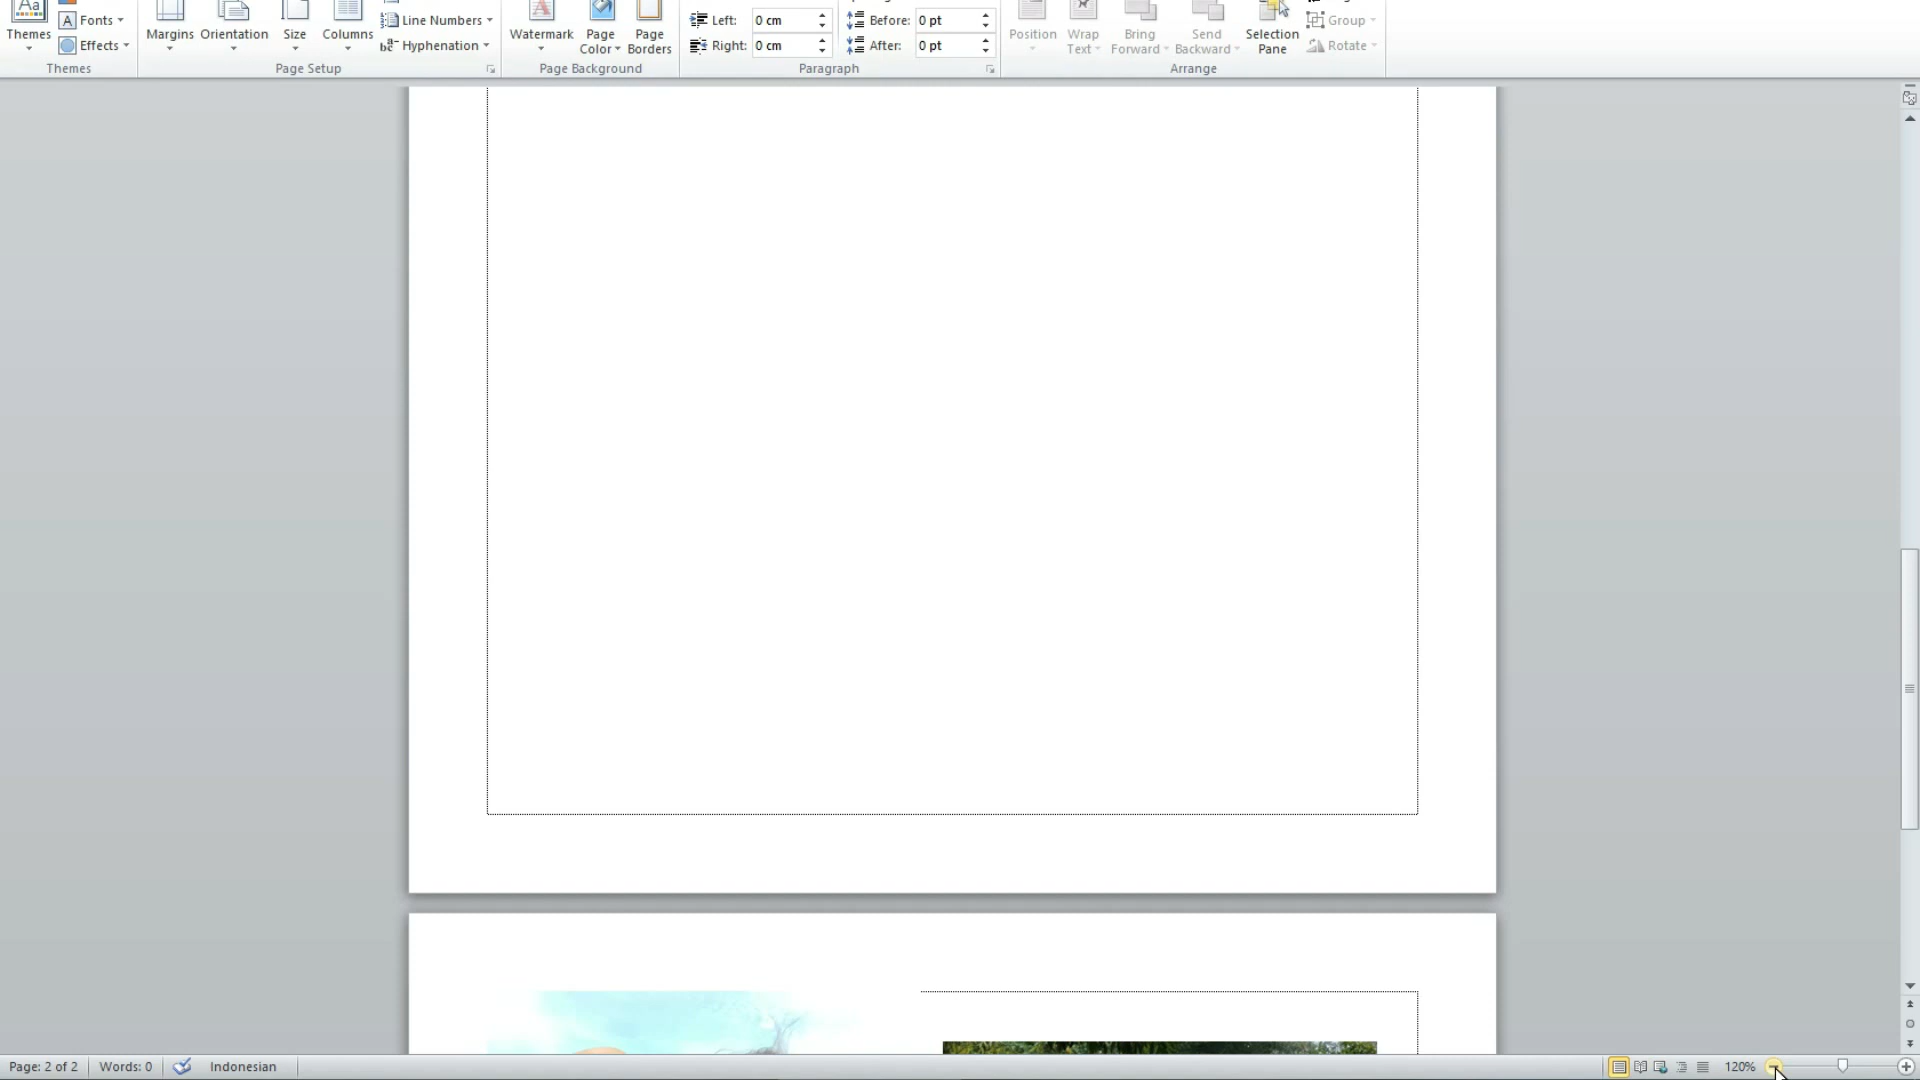 Themes
Aa
A Fonts
Effects
Themes
Margins
Orientation
Size
Columns
Line Numbers
Hyphenation
Page Setup
Watermark
Page
Color
Page
Borders
Page Background
Left: 0 cm
Right: 0 cm
Before: 0 pt
After: 0 pt
Paragraph
Position
Wrap
Text
Bring
Forward
Send
Backward
Selection
Pane
Group
Rotate
Arrange
Page: 2 of 2
Words: 0
Indonesian
120%